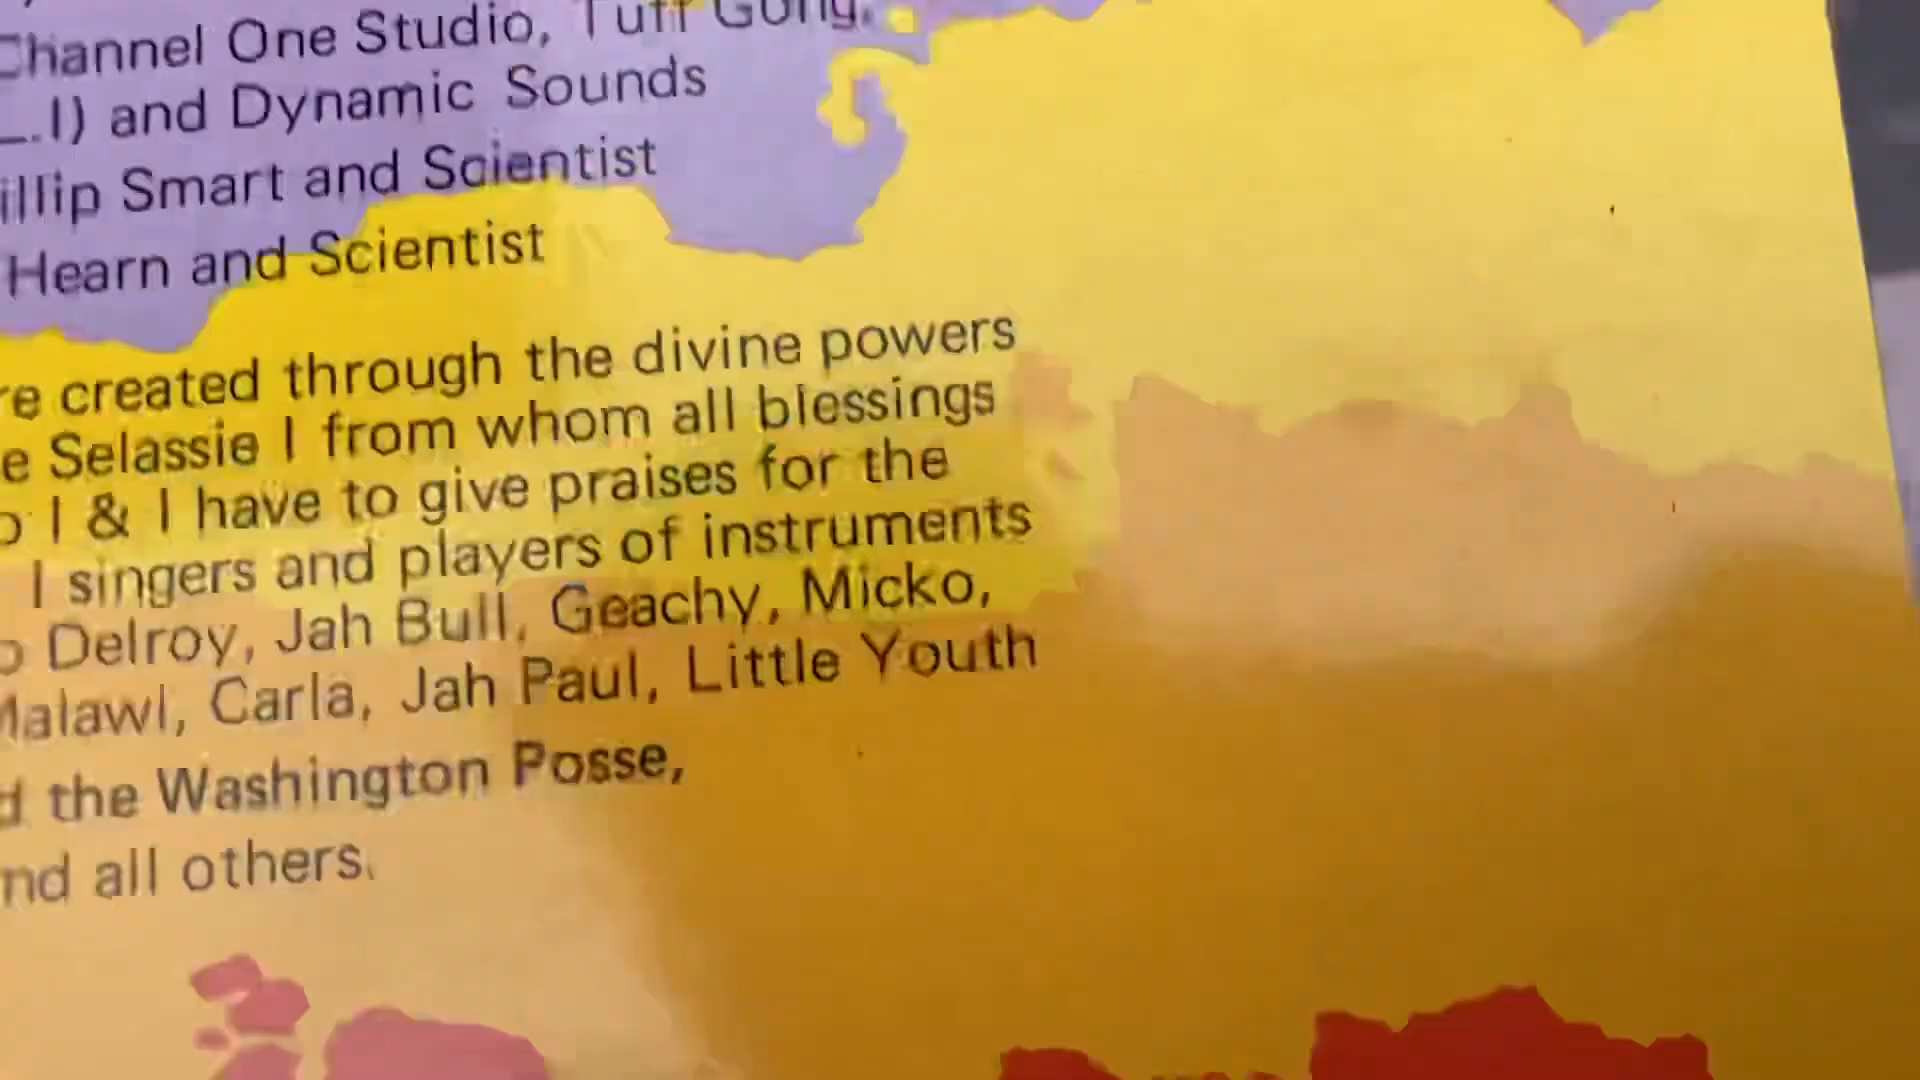 Channel One Studio, Tuff Gong,
L.I) and Dynamic Sounds
illip Smart and Scientist
Hearn and Scientist
re created through the divine powers
e Selassie I from whom all blessings
o I & I have to give praises for the
I singers and players of instruments
o Delroy, Jah Bull, Geachy, Micko,
Malawi, Carla, Jah Paul, Little Youth
d the Washington Posse,
nd all others.